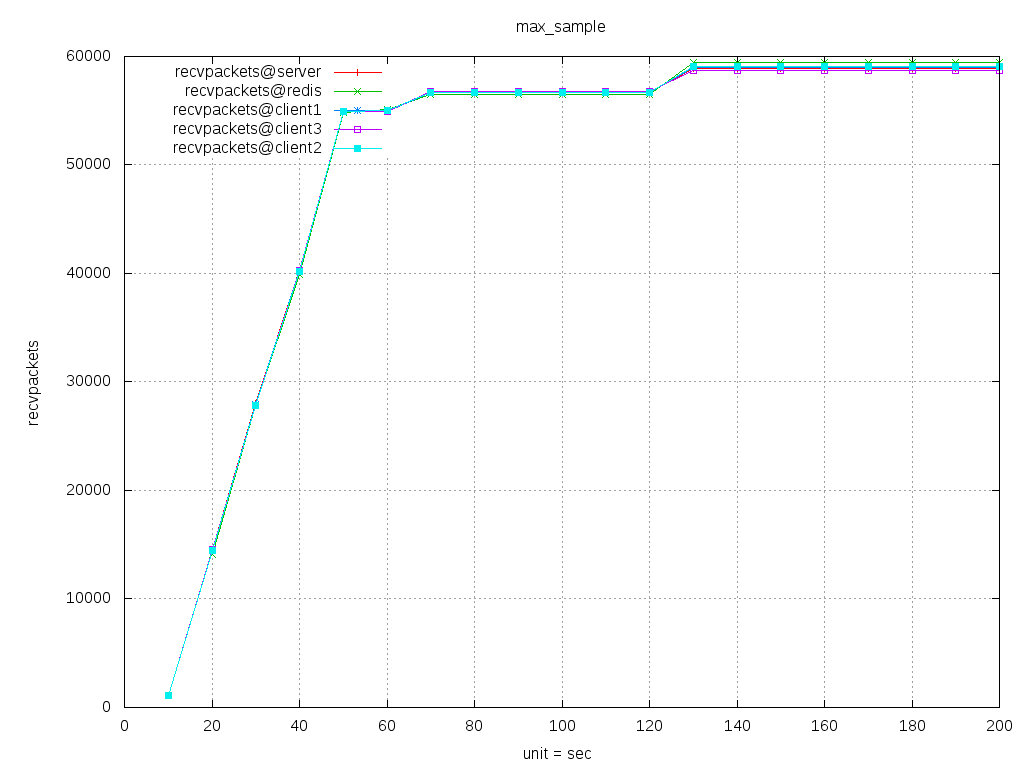 max_sample
60000
recvpackets@server
recvpackets@redis
recvpackets@client1
recvpackets@client3
recvpackets@client2
50000
40000
30000
20000
10000
0
recvpackets
0 20 40 60 80 100 120 140 160 180 200
unit = sec